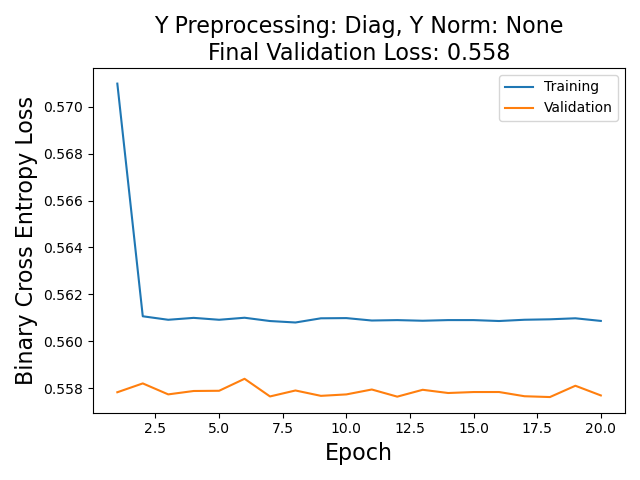 Y Preprocessing: Diag, Y Norm: None
Final Validation Loss: 0.558
Training
Validation
Binary Cross Entropy Loss
0.570
0.568
0.566
0.564
0.562
0.560
0.558
2.5 5.0 7.5 10.0 12.5 15.0 17.5 20.0
Epoch